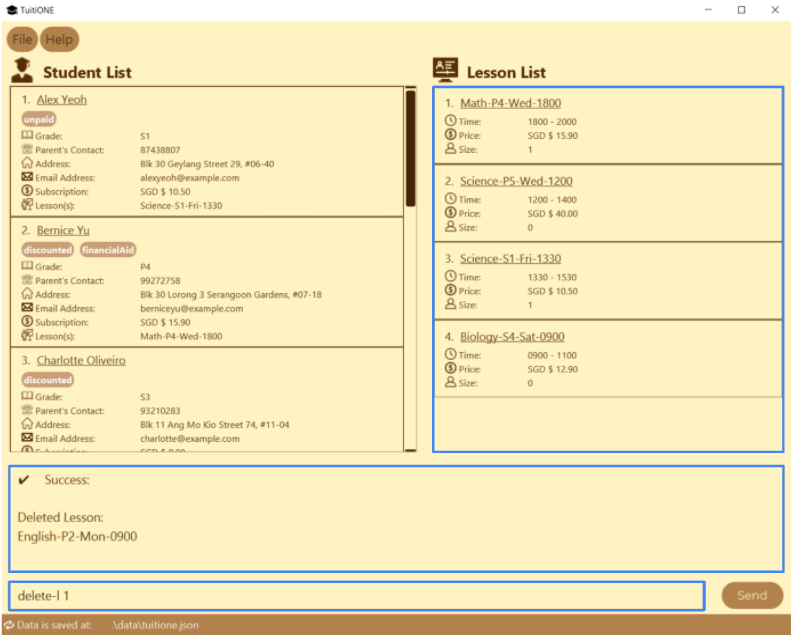 TuitiONE
File Help
Student List
1. Alex Yeoh
unpaid
Grade: S1
Parent's Contact: 87438807
Address: Blk 30 Geylang Street 29, #06-40
Email Address: alexyeoh@example.com
Subscription: SGD $ 10.50
Lesson(s): Science-S1-Fri-1330
2. Bernice Yu
discounted financialAid
Grade: P4
Parent's Contact: 99272758
Address: Blk 30 Lorong 3 Serangoon Gardens, #07-18
Email Address: berniceyu@example.com
Subscription: SGD $ 15.90
Lesson(s): Math-P4-Wed-1800
3. Charlotte Oliveiro
discounted
Grade: S3
Parent's Contact: 93210283
Address: Blk 11 Ang Mo Kio Street 74, #11-04
Email Address: charlotte@example.com
Subscription: SGD $ 0.00
Lesson List
1. Math-P4-Wed-1800
Time: 1800 - 2000
Price: SGD $ 15.90
Size: 1
2. Science-P5-Wed-1200
Time: 1200 - 1400
Price: SGD $ 40.00
Size: 0
3. Science-S1-Fri-1330
Time: 1330 - 1530
Price: SGD $ 10.50
Size: 1
4. Biology-S4-Sat-0900
Time: 0900 - 1100
Price: SGD $ 12.90
Size: 0
✔ Success:
Deleted Lesson:
English-P2-Mon-0900
delete-l 1
Send
Data is saved at: .\data\tuitione.json